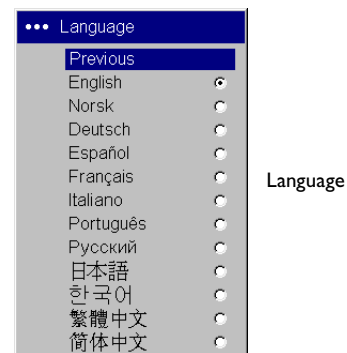 ••• Language
Previous
English
Norsk
Deutsch
Español
Français
Italiano
Português
Русский
日本語
한국어
繁體中文
简体中文
Language